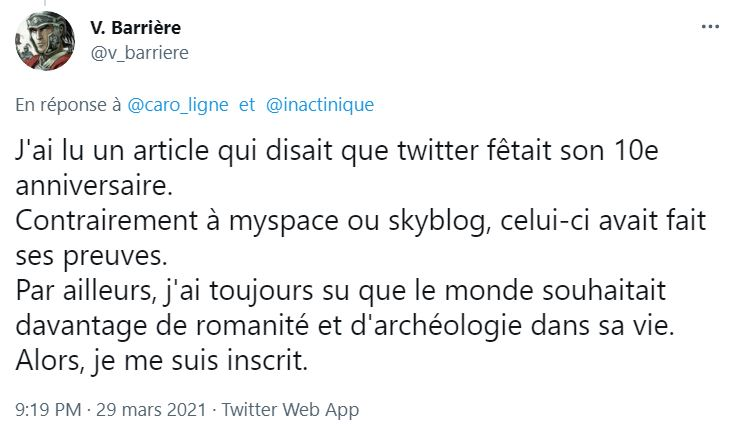 V. Barrière
@v_barriere
En réponse à @caro_ligne et @inactinique
J'ai lu un article qui disait que twitter fêtait son 10e
anniversaire.
Contrairement à myspace ou skyblog, celui-ci avait fait
ses preuves.
Par ailleurs, j'ai toujours su que le monde souhaitait
davantage de romanité et d'archéologie dans sa vie.
Alors, je me suis inscrit.
9:19 PM · 29 mars 2021 · Twitter Web App